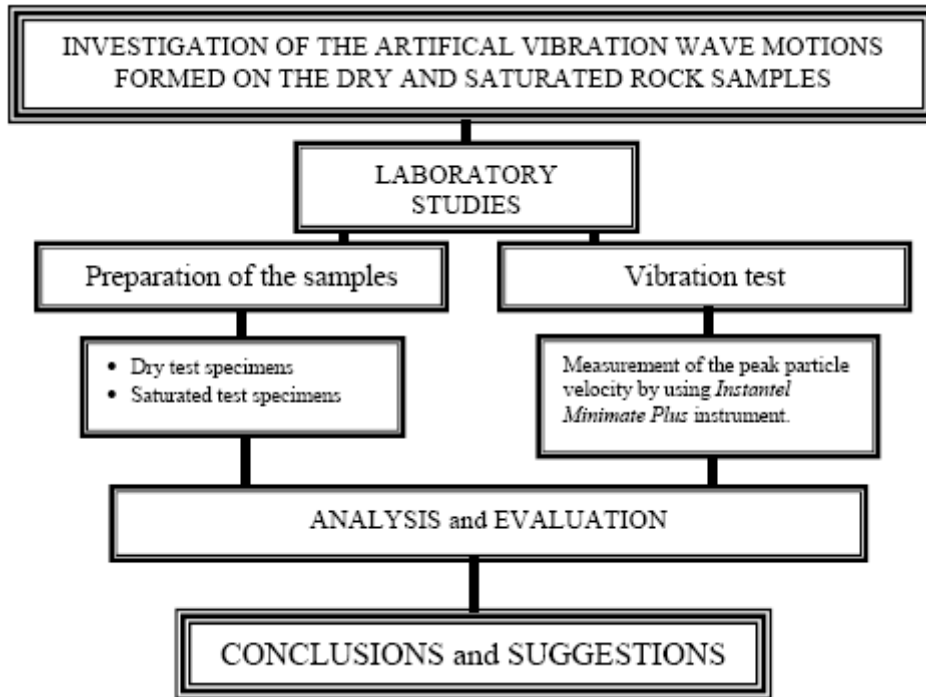 INVESTIGATION OF THE ARTIFICAL VIBRATION WAVE MOTIONS
FORMED ON THE DRY AND SATURATED ROCK SAMPLES
LABORATORY
STUDIES
Preparation of the samples
Vibration test
• Dry test specimens
• Saturated test specimens
Measurement of the peak particle
velocity by using Instantel
Minimate Plus instrument.
ANALYSIS and EVALUATION
CONCLUSIONS and SUGGESTIONS